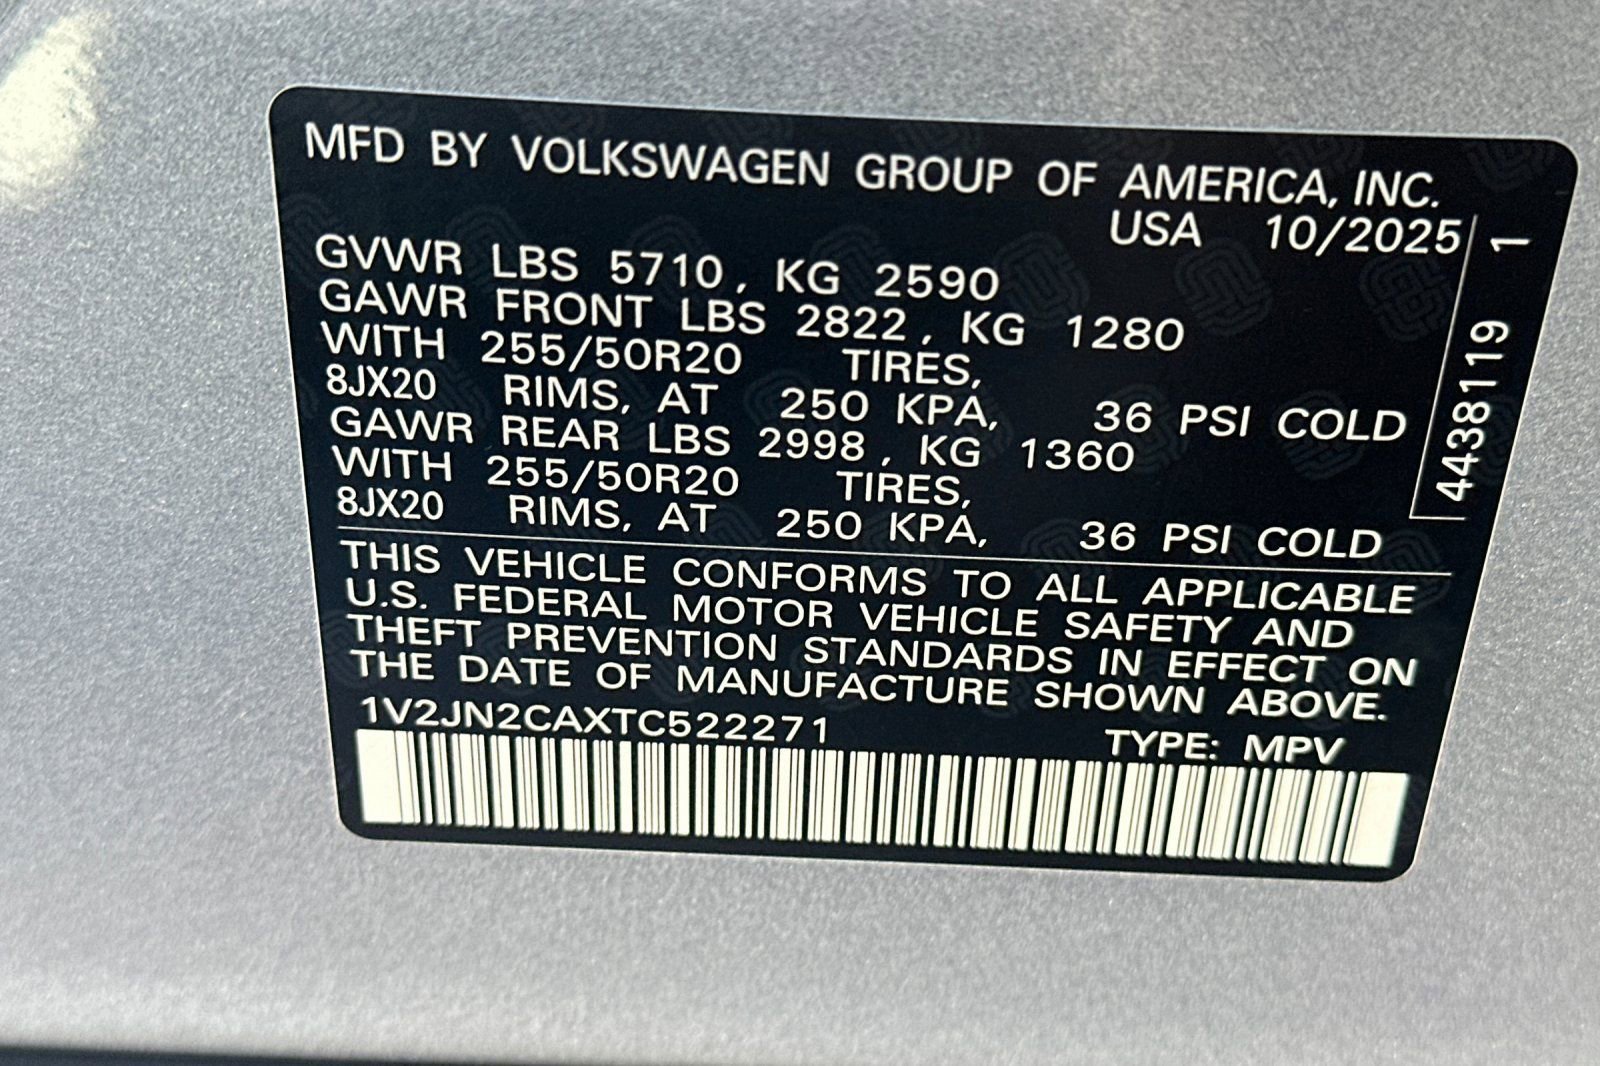 MFD BY VOLKSWAGEN GROUP OF AMERICA, INC.
USA 10/2025
GVWR LBS 5710, KG 2590
GAWR FRONT LBS 2822, KG 1280
WITH 255/50R20 TIRES,
8JX20 RIMS, AT 250 KPA, 36 PSI COLD
GAWR REAR LBS 2998, KG 1360
WITH 255/50R20 TIRES,
8JX20 RIMS, AT 250 KPA, 36 PSI COLD
THIS VEHICLE CONFORMS TO ALL APPLICABLE
U.S. FEDERAL MOTOR VEHICLE SAFETY AND
THEFT PREVENTION STANDARDS IN EFFECT ON
THE DATE OF MANUFACTURE SHOWN ABOVE.
1V2JN2CAXTC522271 TYPE: MPV
4438119 1